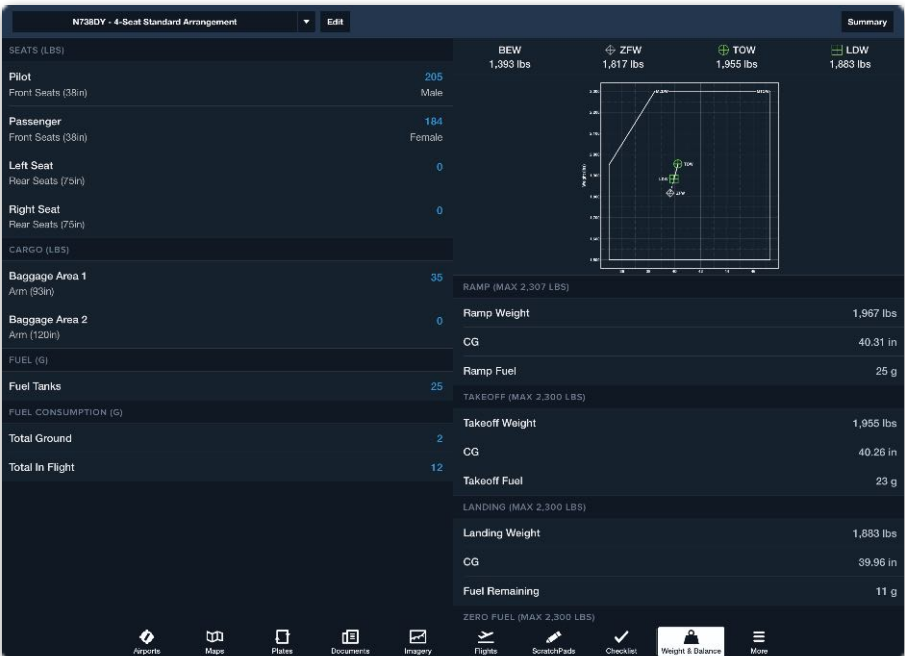 N738DY - 4-Seat Standard Arrangement
Edit
Summary
SEATS (LBS)
Pilot 205
Front Seats (38in) Male
Passenger 184
Front Seats (38in) Female
Left Seat 0
Rear Seats (75in)
Right Seat 0
Rear Seats (75in)
CARGO (LBS)
Baggage Area 1 35
Arm (93in)
Baggage Area 2 0
Arm (120in)
FUEL (G)
Fuel Tanks 25
FUEL CONSUMPTION (G)
Total Ground 2
Total In Flight 12
BEW ZFW TOW LDW
1,393 lbs 1,817 lbs 1,955 lbs 1,883 lbs
TOW
ZFW
RAMP (MAX 2,307 LBS)
Ramp Weight 1,967 lbs
CG 40.31 in
Ramp Fuel 25 g
TAKEOFF (MAX 2,300 LBS)
Takeoff Weight 1,955 lbs
CG 40.26 in
Takeoff Fuel 23 g
LANDING (MAX 2,300 LBS)
Landing Weight 1,883 lbs
CG 39.96 in
Fuel Remaining 11 g
ZERO FUEL (MAX 2,300 LBS)
Airports Maps Plates Documents Imagery Flights ScratchPads Checklist Weight & Balance More